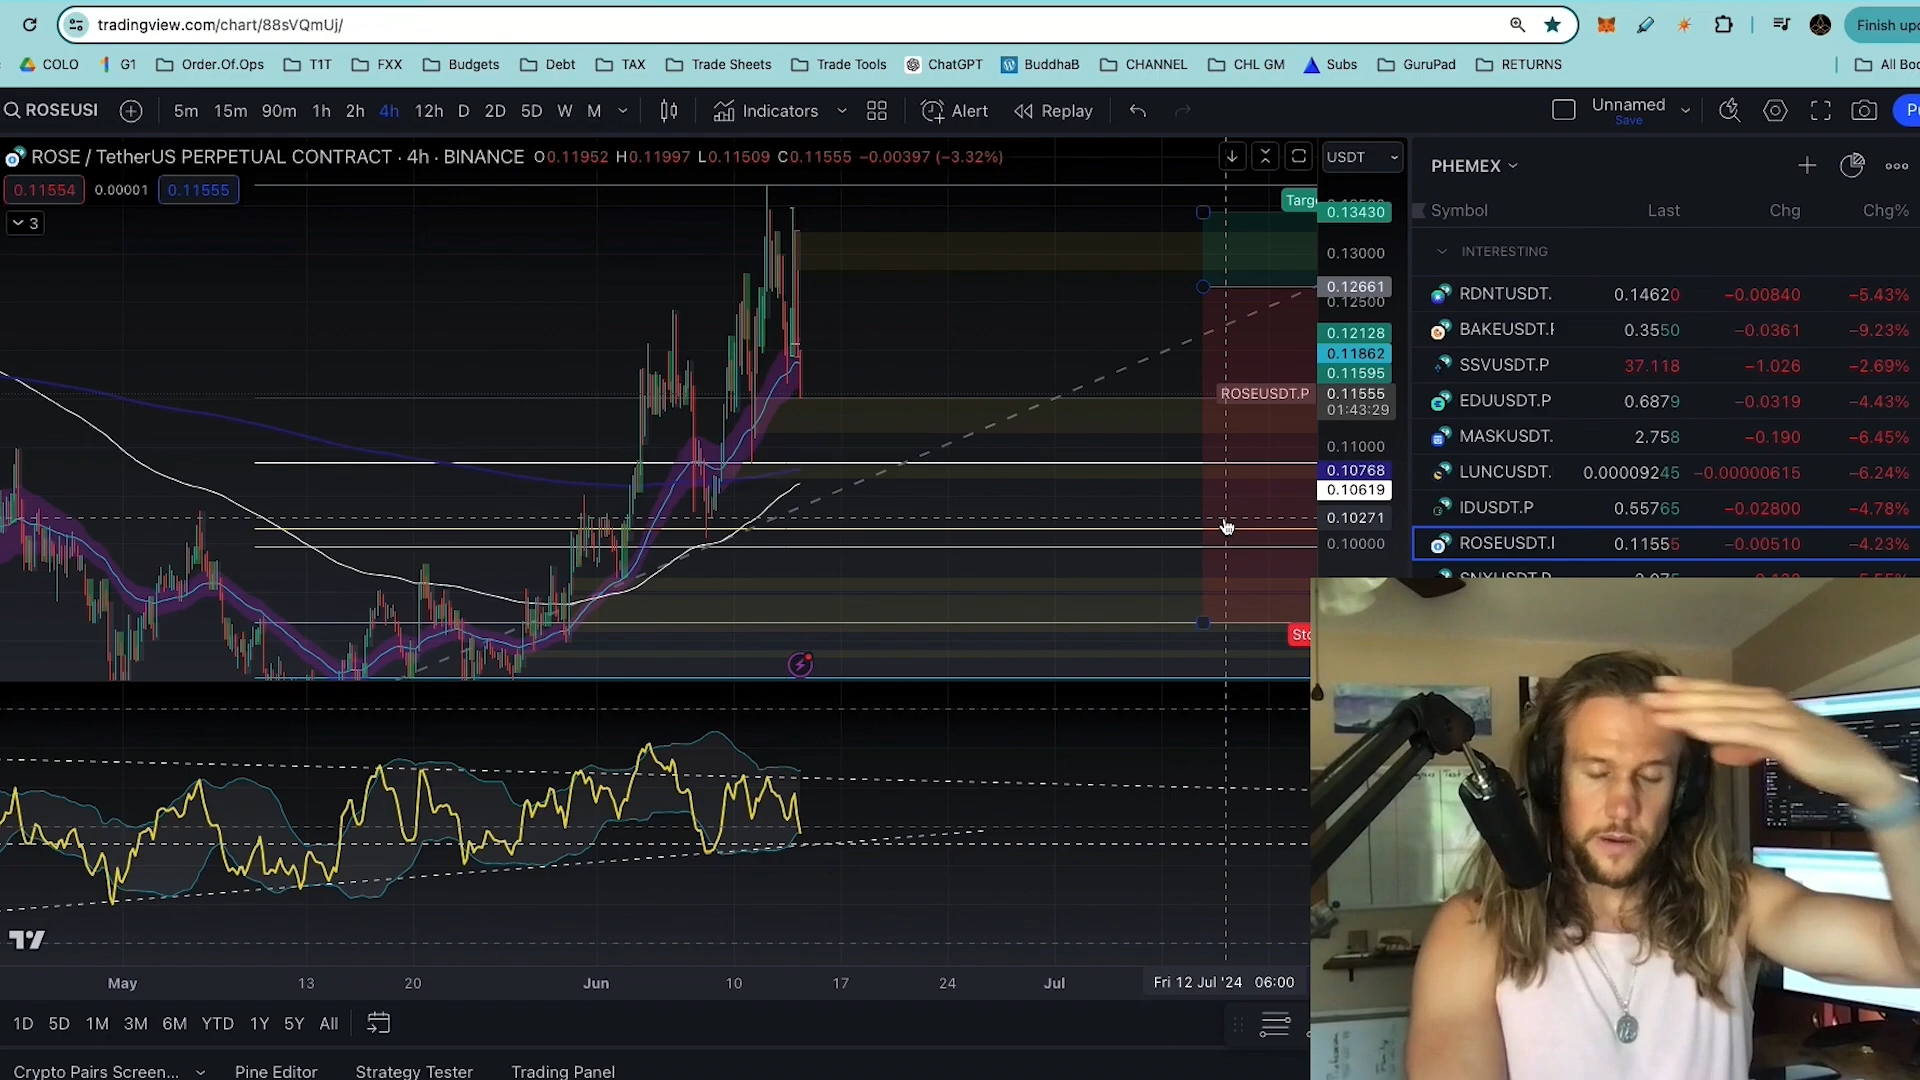 tradingview.com/chart/88sVQmUj/
Finish
COLO G1 Order.Of.Ops T1T FXX Budgets Debt TAX Trade Sheets Trade Tools ChatGPT BuddhaB CHANNEL CHL GM Subs GuruPad RETURNS All
ROSEUSI 5m 15m 90m 1h 2h 4h 12h D 2D 5D W M Indicators Alert Replay Unnamed
Save
ROSE / TetherUS PERPETUAL CONTRACT · 4h · BINANCE O0.11952 H0.11997 L0.11509 C0.11555 −0.00397 (−3.32%) USDT PHEMEX
0.11554 0.00001 0.11555
3
Targ
0.13430
0.13000
0.12661
0.12500
0.12128
0.11862
0.11595
ROSEUSDT.P 0.11555
01:43:29
0.11000
0.10768
0.10619
0.10271
0.10000
Sto
Symbol Last Chg Chg%
INTERESTING
RDNTUSDT. 0.14620 −0.00840 −5.43%
BAKEUSDT.F 0.3550 −0.0361 −9.23%
SSVUSDT.P 37.118 −1.026 −2.69%
EDUUSDT.P 0.6879 −0.0319 −4.43%
MASKUSDT. 2.758 −0.190 −6.45%
LUNCUSDT. 0.00009245 −0.00000615 −6.24%
IDUSDT.P 0.55765 −0.02800 −4.78%
ROSEUSDT.I 0.11555 −0.00510 −4.23%
May 13 20 Jun 10 17 24 Jul Fri 12 Jul '24 06:00
1D 5D 1M 3M 6M YTD 1Y 5Y All
Crypto Pairs Screen... Pine Editor Strategy Tester Trading Panel